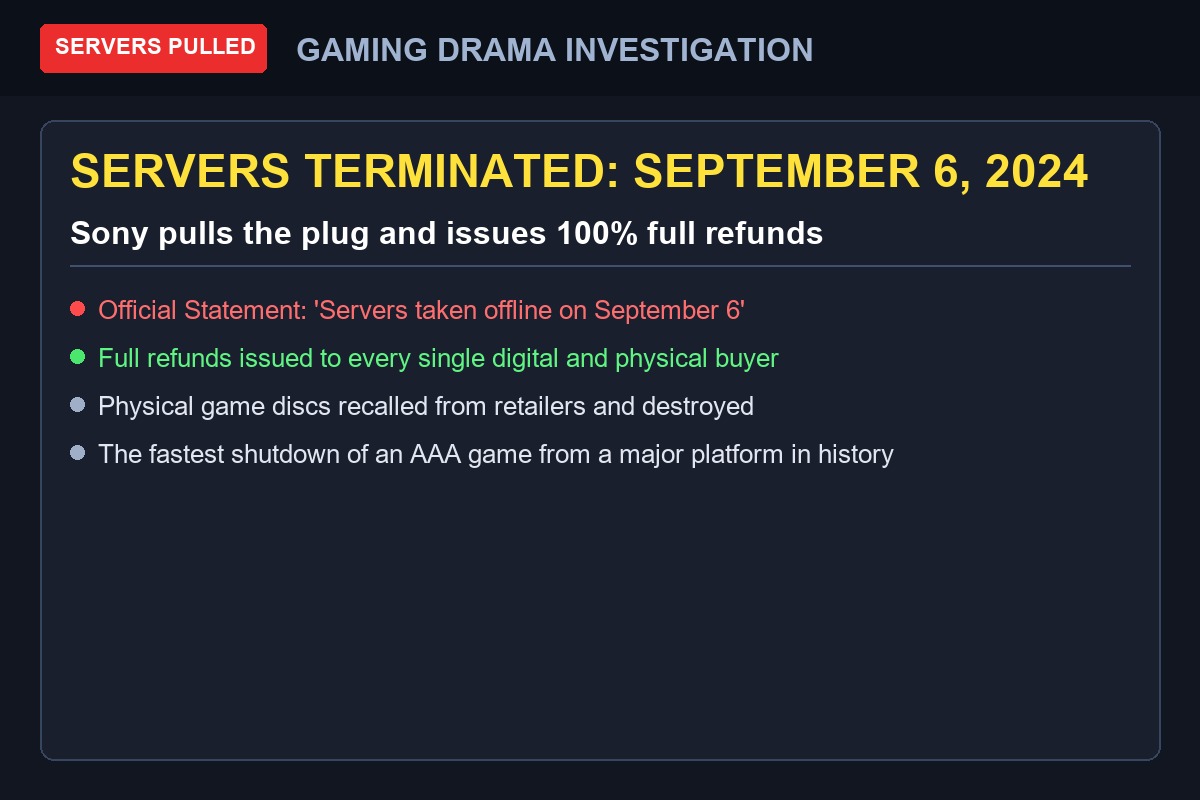 SERVERS PULLED
GAMING DRAMA INVESTIGATION
SERVERS TERMINATED: SEPTEMBER 6, 2024
Sony pulls the plug and issues 100% full refunds
Official Statement: 'Servers taken offline on September 6'
Full refunds issued to every single digital and physical buyer
Physical game discs recalled from retailers and destroyed
The fastest shutdown of an AAA game from a major platform in history